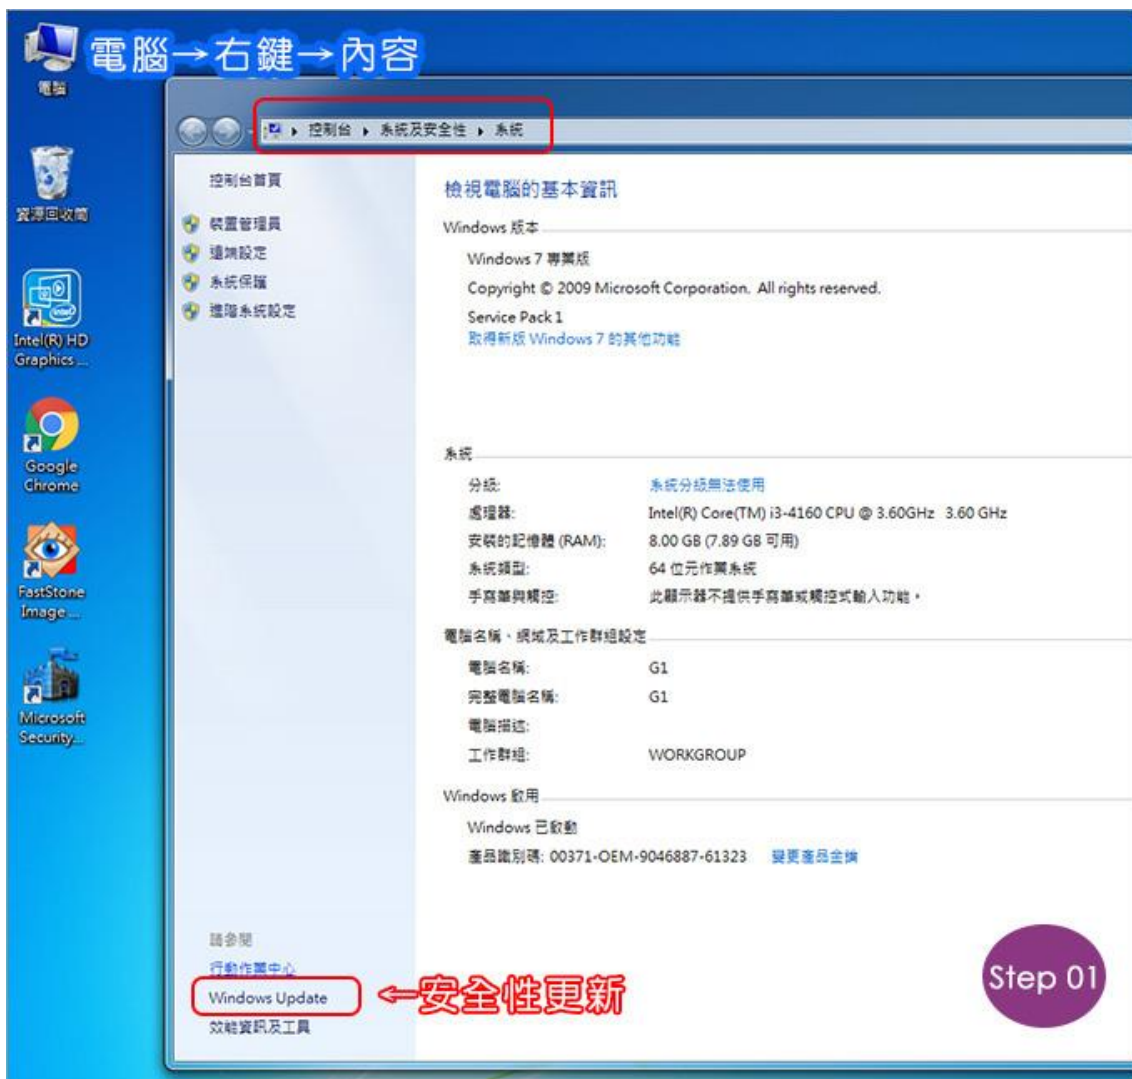 電腦→右鍵→內容
電腦
控制台 系統及安全性 系統
資源回收筒
Intel(R) HD
Graphics ...
Google
Chrome
FastStone
Image ...
Microsoft
Security...
控制台首頁
裝置管理員
遠端設定
系統保護
進階系統設定
檢視電腦的基本資訊
Windows 版本
Windows 7 專業版
Copyright © 2009 Microsoft Corporation. All rights reserved.
Service Pack 1
取得新版 Windows 7 的其他功能
系統
分級: 系統分級無法使用
處理器: Intel(R) Core(TM) i3-4160 CPU @ 3.60GHz 3.60 GHz
安裝的記憶體 (RAM): 8.00 GB (7.89 GB 可用)
系統類型: 64 位元作業系統
手寫筆與觸控: 此顯示器不提供手寫筆或觸控式輸入功能。
電腦名稱、網域及工作群組設定
電腦名稱: G1
完整電腦名稱: G1
電腦描述:
工作群組: WORKGROUP
Windows 啟用
Windows 已啟動
產品識別碼: 00371-OEM-9046887-61323 變更產品金鑰
請參閱
行動作業中心
Windows Update
←安全性更新
效能資訊及工具
Step 01